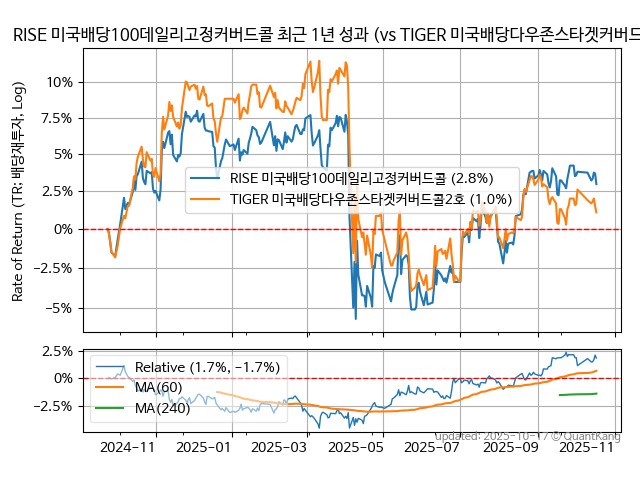 RISE 미국배당100데일리고정커버드콜 최근 1년 성과 (vs TIGER 미국배당다우존스타겟커버드
Rate of Return (TR: 배당재투자, Log)
10%
7.5%
5%
2.5%
0%
−2.5%
−5%
RISE 미국배당100데일리고정커버드콜 (2.8%)
TIGER 미국배당다우존스타겟커버드콜2호 (1.0%)
2.5%
0%
−2.5%
Relative (1.7%, −1.7%)
MA(60)
MA(240)
updated: 2025-10-17 © QuantKang
2024−11 2025−01 2025−03 2025−05 2025−07 2025−09 2025−11